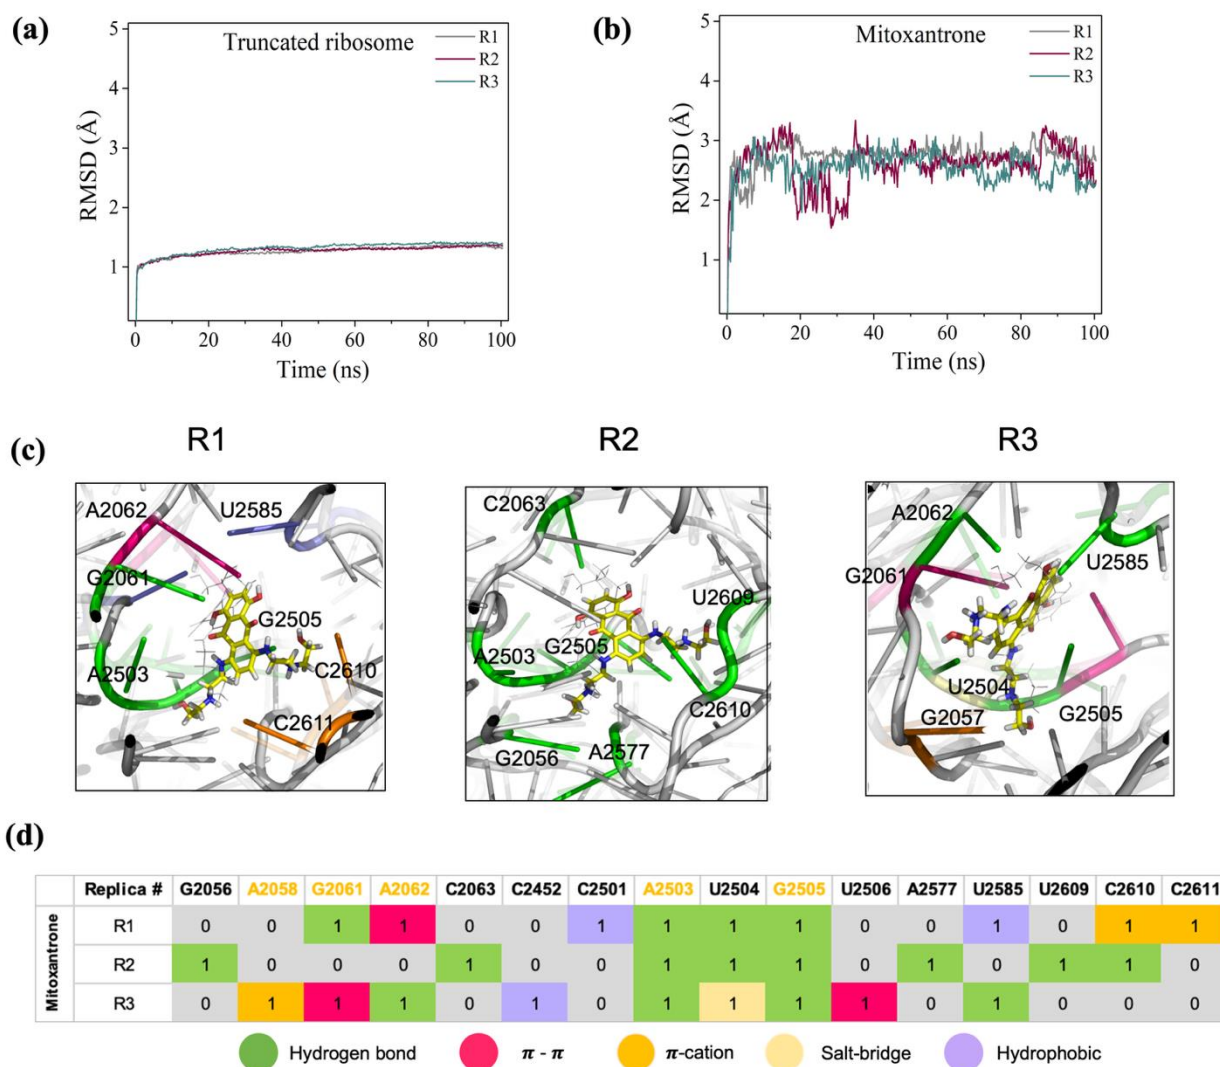 (a)
Truncated ribosome
R1
R2
R3
5
4
3
2
1
RMSD (Å)
0 20 40 60 80 100
Time (ns)
(b)
Mitoxantrone
R1
R2
R3
5
4
3
2
1
RMSD (Å)
0 20 40 60 80 100
Time (ns)
(c)
R1
A2062
U2585
G2061
G2505
A2503
C2610
C2611
R2
C2063
U2609
A2503
G2505
C2610
G2056
A2577
R3
A2062
U2585
G2061
U2504
G2057
G2505
(d)
Replica # G2056 A2058 G2061 A2062 C2063 C2452 C2501 A2503 U2504 G2505 U2506 A2577 U2585 U2609 C2610 C2611
Mitoxantrone
R1 0 0 1 1 0 0 1 1 1 1 0 0 1 0 1 1
R2 1 0 0 0 1 0 0 1 1 1 0 1 0 1 1 0
R3 0 1 1 1 0 1 0 1 1 1 1 0 1 0 0 0
Hydrogen bond π - π π-cation Salt-bridge Hydrophobic